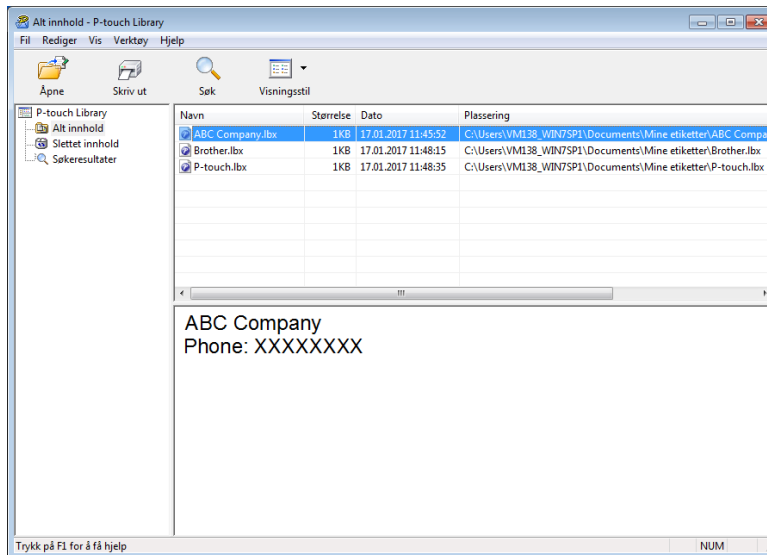 Alt innhold - P-touch Library
Fil Rediger Vis Verktøy Hjelp
Åpne Skriv ut Søk Visningsstil
P-touch Library
Alt innhold
Slettet innhold
Søkeresultater
Navn Størrelse Dato Plassering
ABC Company.lbx 1KB 17.01.2017 11:45:52 C:\Users\VM138_WIN7SP1\Documents\Mine etiketter\ABC Compa
Brother.lbx 1KB 17.01.2017 11:48:15 C:\Users\VM138_WIN7SP1\Documents\Mine etiketter\Brother.lbx
P-touch.lbx 1KB 17.01.2017 11:48:35 C:\Users\VM138_WIN7SP1\Documents\Mine etiketter\P-touch.lbx
ABC Company
Phone: XXXXXXXX
Trykk på F1 for å få hjelp NUM